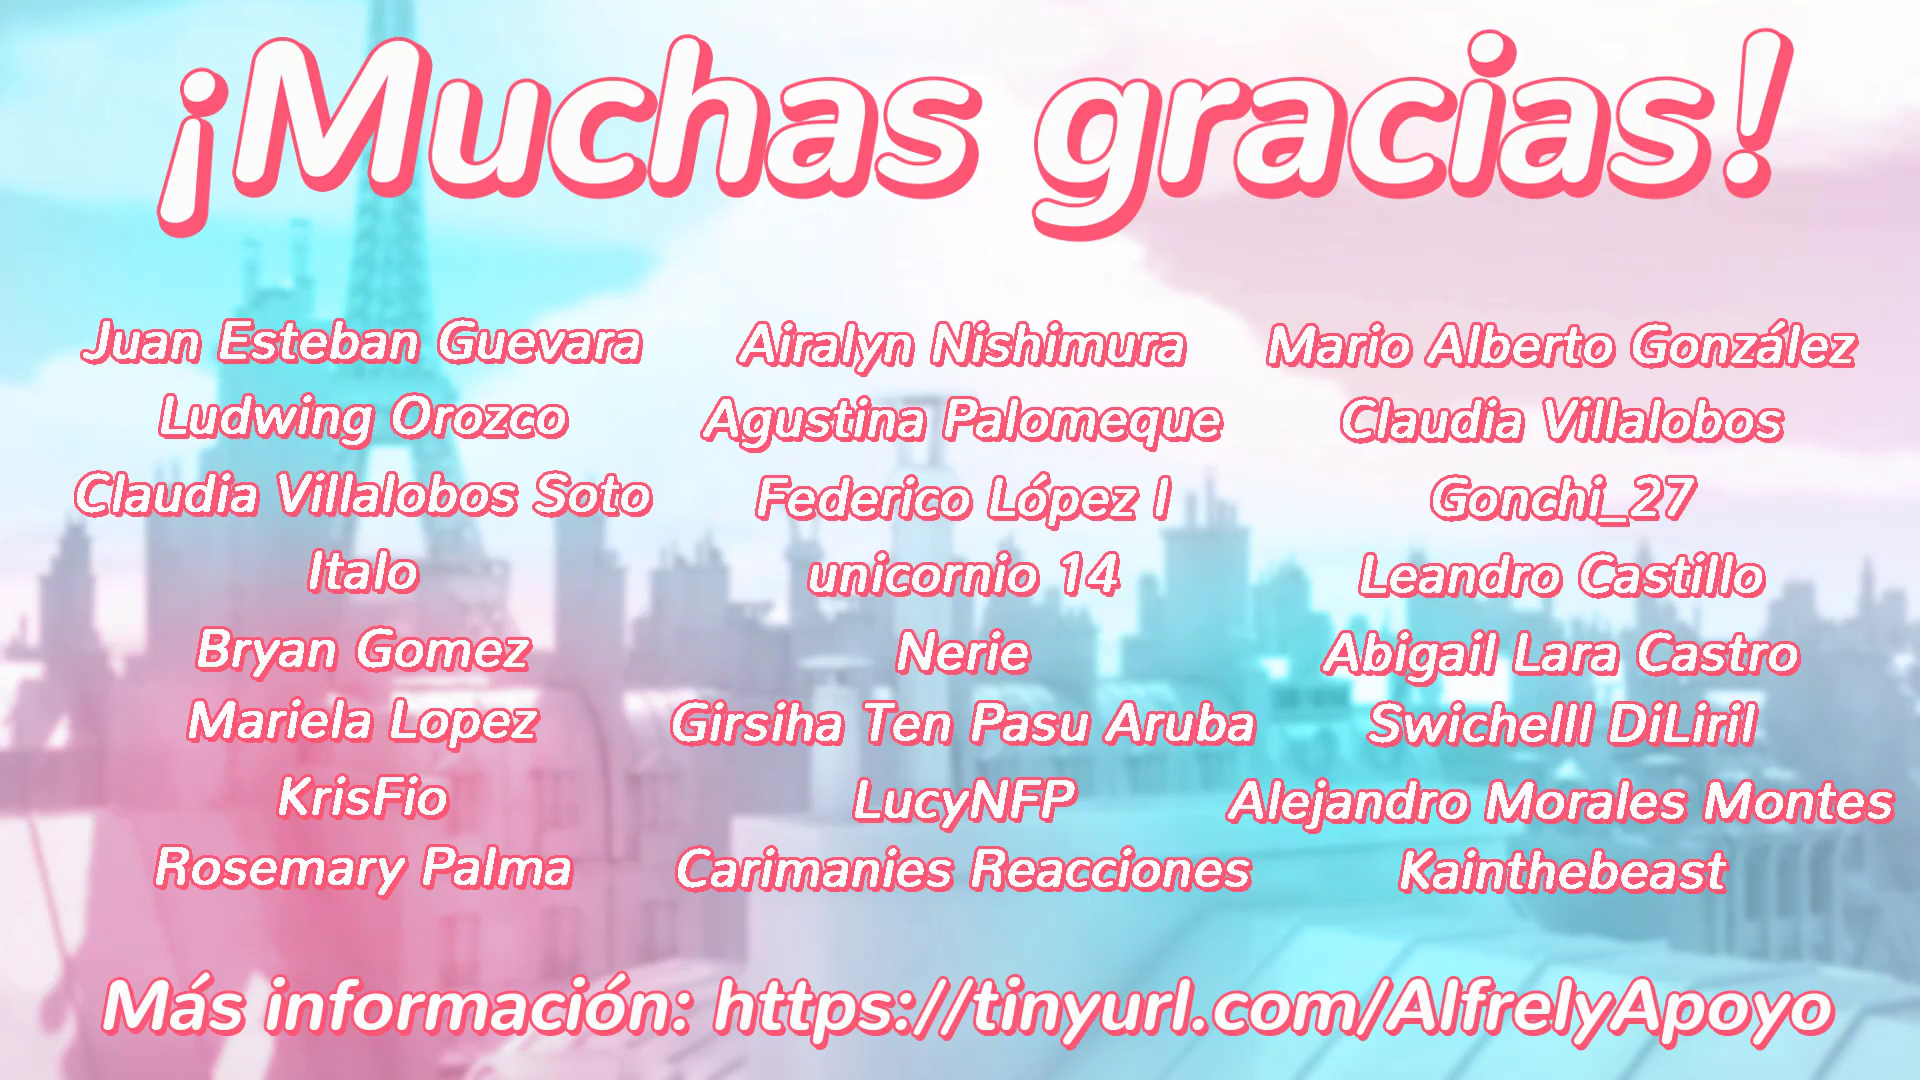 ¡Muchas gracias!
Juan Esteban Guevara
Ludwing Orozco
Claudia Villalobos Soto
Italo
Bryan Gomez
Mariela Lopez
KrisFio
Rosemary Palma
Airalyn Nishimura
Agustina Palomeque
Federico López I
unicornio 14
Nerie
Girsiha Ten Pasu Aruba
LucyNFP
Carimanies Reacciones
Mario Alberto González
Claudia Villalobos
Gonchi_27
Leandro Castillo
Abigail Lara Castro
Swichelll DiLiril
Alejandro Morales Montes
Kainthebeast
Más información: https://tinyurl.com/AlfrelyApoyo